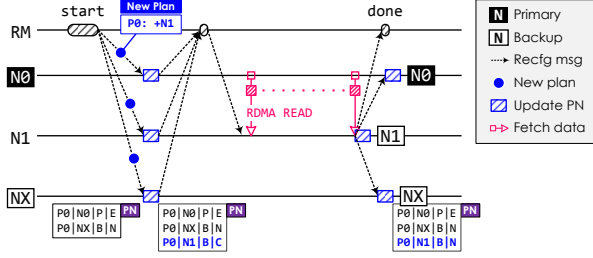 start
New Plan
P0: +N1
done
RM
N0
N0
RDMA READ
N1
N1
NX
NX
P0|N0|P|E
P0|NX|B|N
PN
P0|N0|P|E
P0|NX|B|N
P0|N1|B|C
PN
P0|N0|P|E
P0|NX|B|N
P0|N1|B|N
PN
N Primary
N Backup
Recfg msg
New plan
Update PN
Fetch data